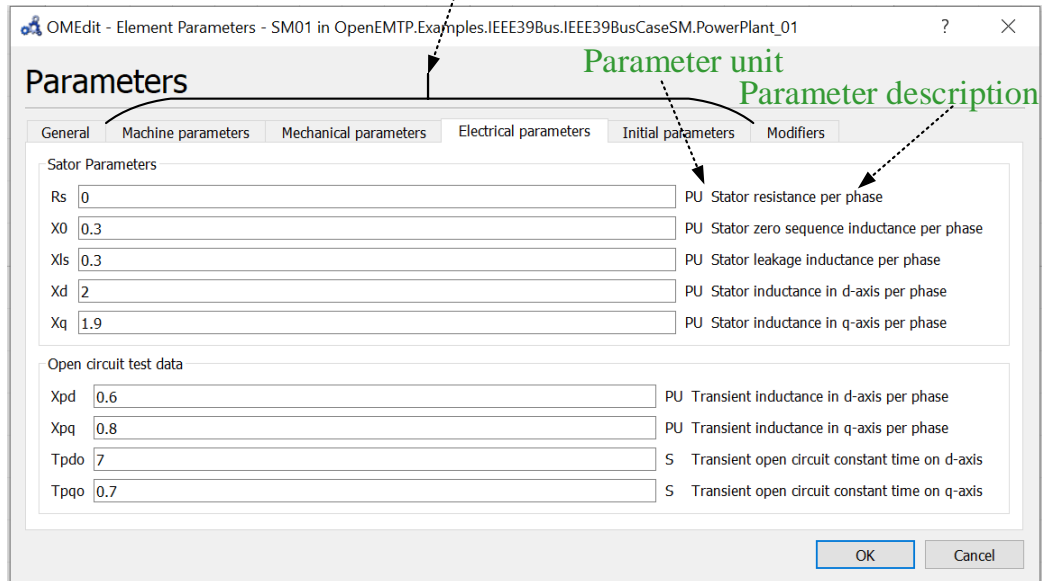 OMEdit - Element Parameters - SM01 in OpenEMTP.Examples.IEEE39Bus.IEEE39BusCaseSM.PowerPlant_01 ?
Parameters
Parameter unit
Parameter description
General Machine parameters Mechanical parameters Electrical parameters Initial parameters Modifiers
Sator Parameters
Rs 0 PU Stator resistance per phase
X0 0.3 PU Stator zero sequence inductance per phase
Xls 0.3 PU Stator leakage inductance per phase
Xd 2 PU Stator inductance in d-axis per phase
Xq 1.9 PU Stator inductance in q-axis per phase
Open circuit test data
Xpd 0.6 PU Transient inductance in d-axis per phase
Xpq 0.8 PU Transient inductance in q-axis per phase
Tpdo 7 S Transient open circuit constant time on d-axis
Tpqo 0.7 S Transient open circuit constant time on q-axis
OK Cancel